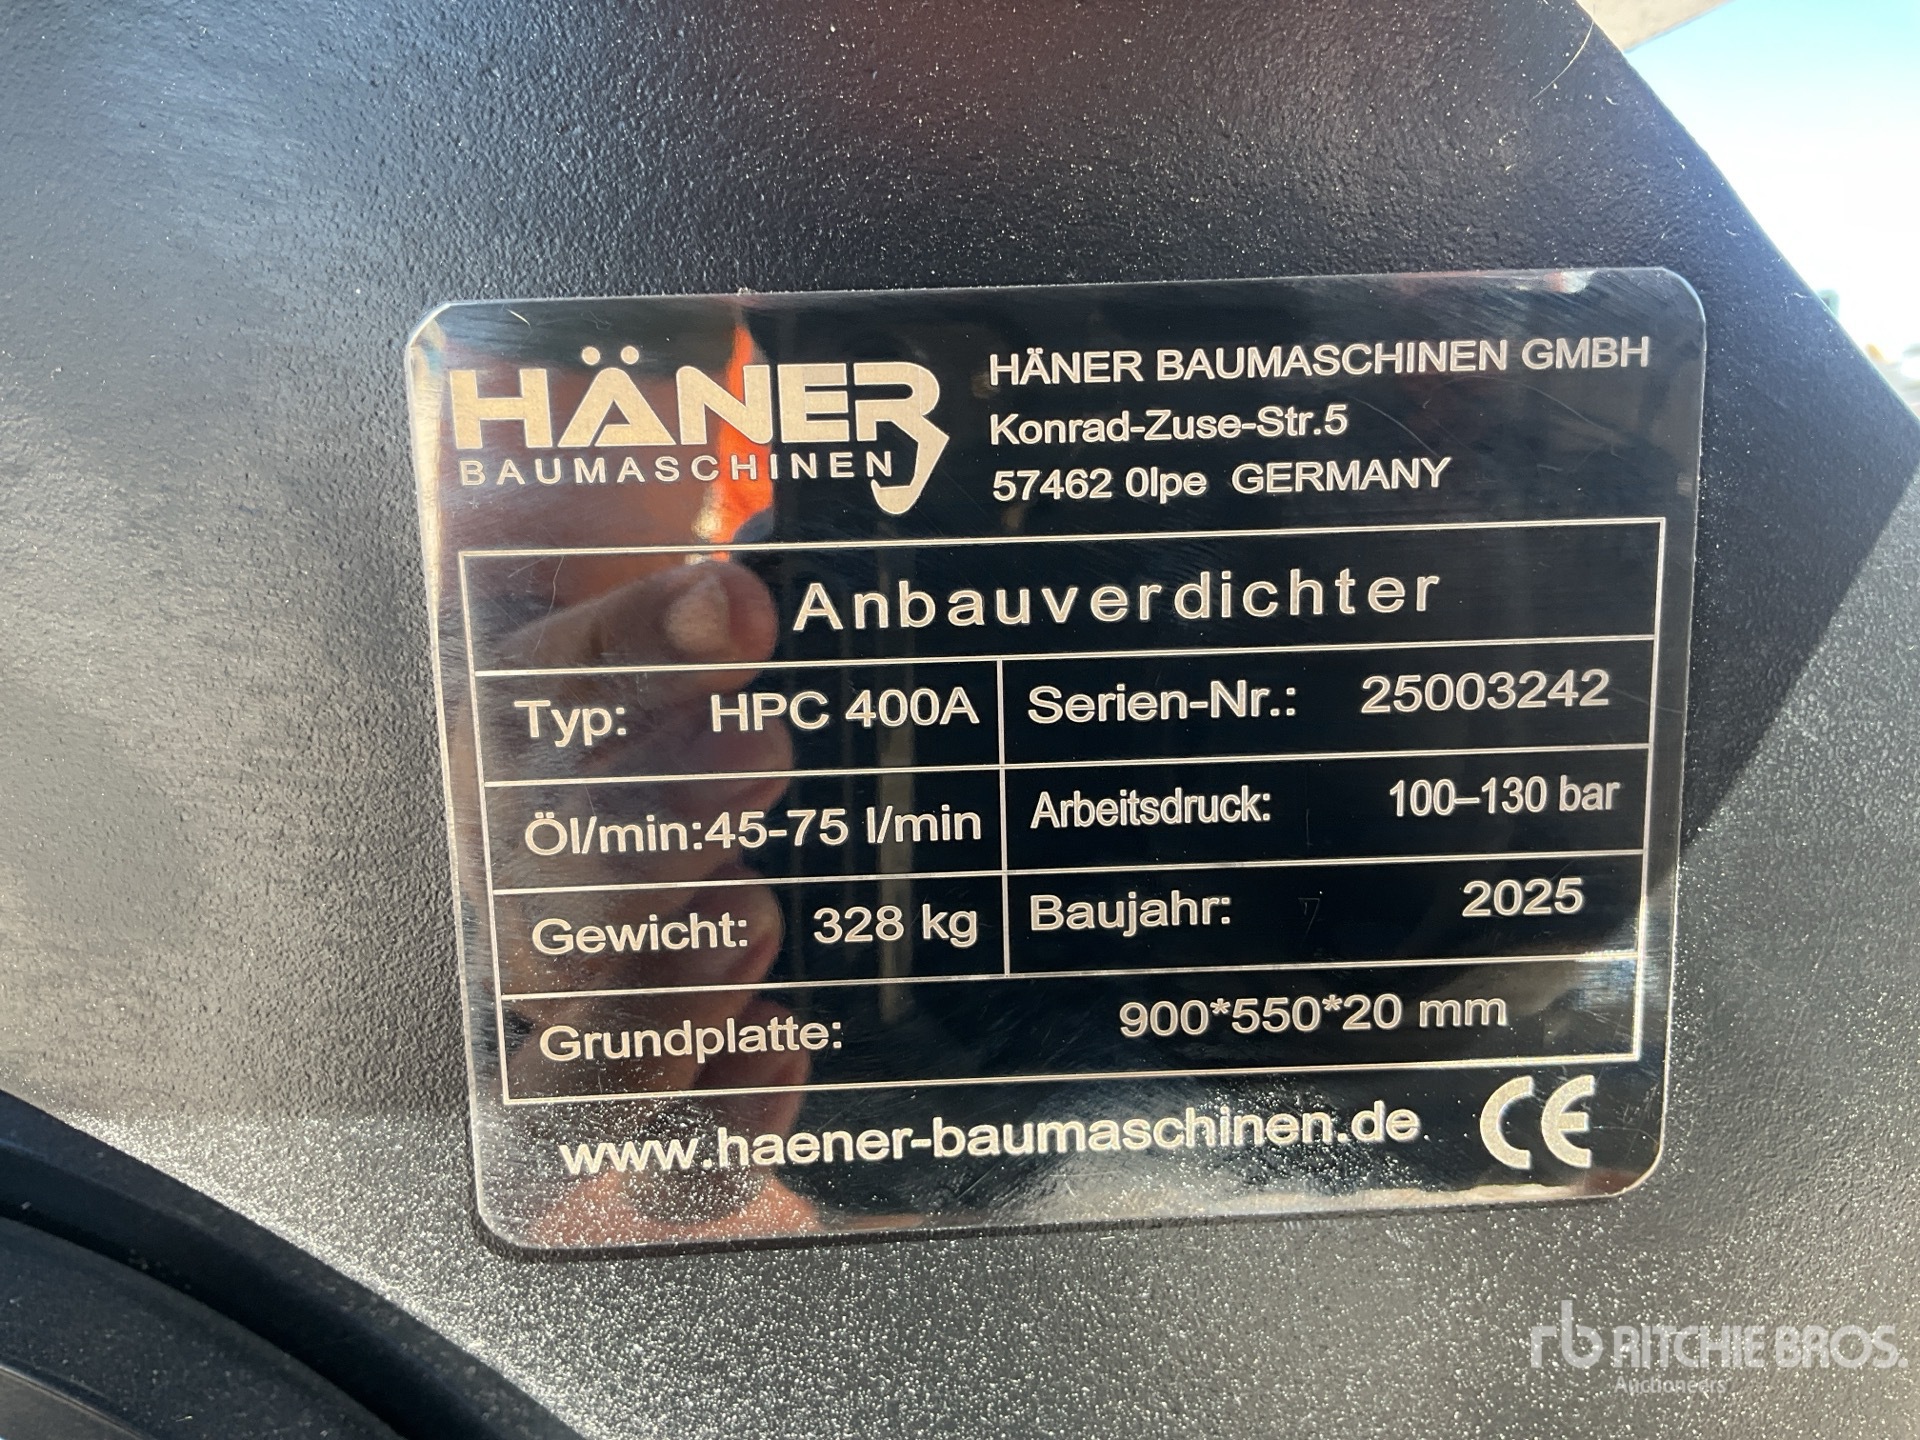 HÄNER
BAUMASCHINEN
HÄNER BAUMASCHINEN GMBH
Konrad-Zuse-Str.5
57462 Olpe GERMANY
Anbauverdichter
Typ: HPC 400A Serien-Nr.: 25003242
Öl/min:45-75 l/min Arbeitsdruck: 100–130 bar
Gewicht: 328 kg Baujahr: 2025
Grundplatte: 900*550*20 mm
www.haener-baumaschinen.de CE
rb RITCHIE BROS.
Auctioneers